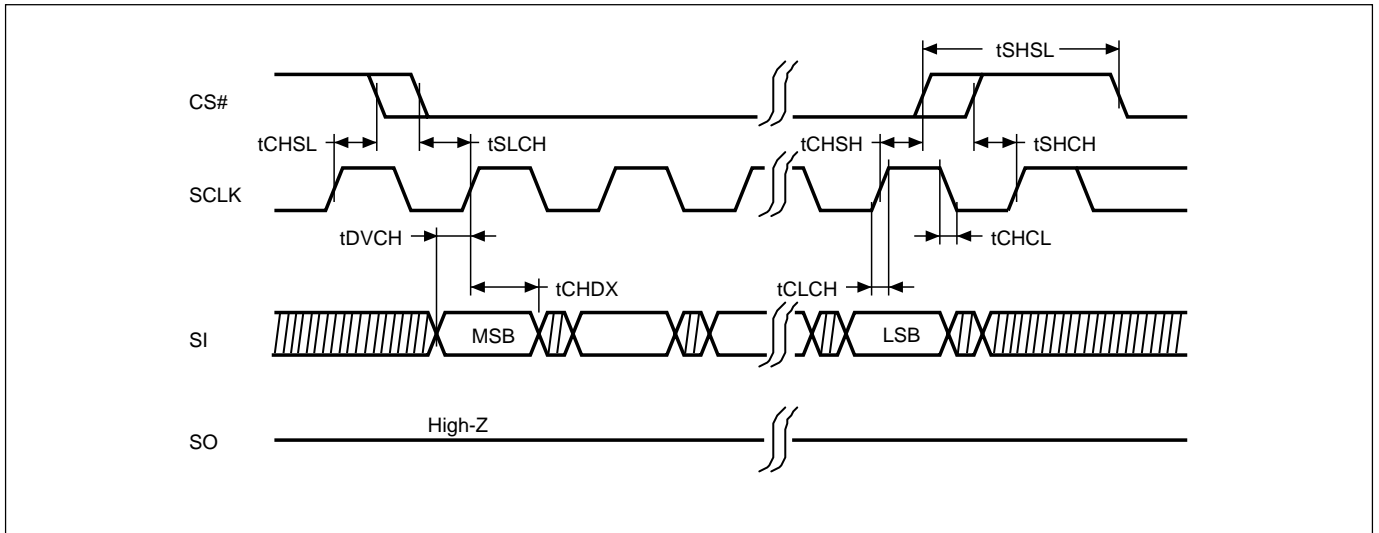 tSHSL
CS#
tCHSL
tSLCH
tCHSH
tSHCH
SCLK
tDVCH
tCHCL
tCHDX
tCLCH
SI
MSB
LSB
High-Z
SO